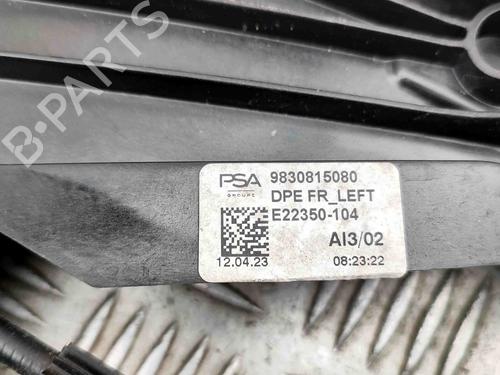 B-PARTS
PSA GROUPE
9830815080
DPE FR_LEFT
E22350-104
AI3/02
12.04.23
08:23:22